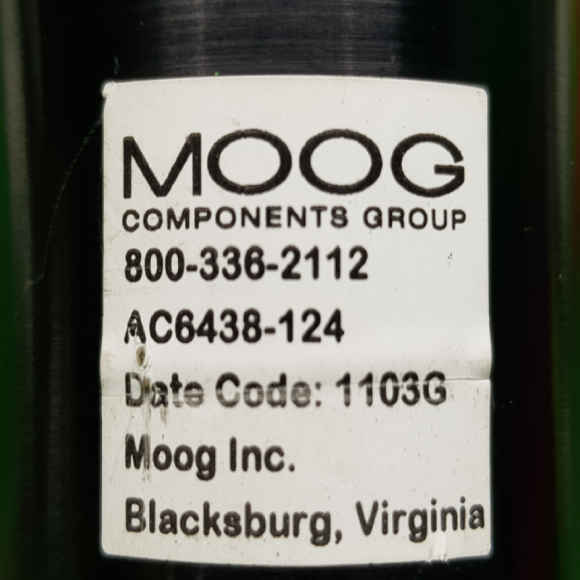 MOOG
COMPONENTS GROUP
800-336-2112
AC6438-124
Date Code: 1103G
Moog Inc.
Blacksburg, Virginia